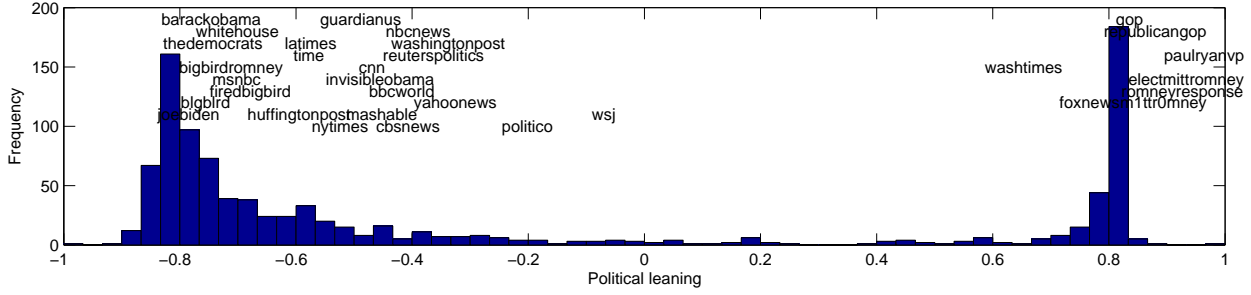 200
150
100
50
0
Frequency
barackobama guardianus gop
whitehouse nbcnews republicangop
thedemocrats latimes washingtonpost
time reuterspolitics paulryanvp
bigbirdromney cnn washtimes
msnbc invisibleobama electmittromney
firedbigbird bbcworld romneyresponse
blgblrd yahoonews foxnews m1ttr0mney
joebiden huffingtonpost mashable wsj
nytimes cbsnews politico
−1 −0.8 −0.6 −0.4 −0.2 0 0.2 0.4 0.6 0.8 1
Political leaning